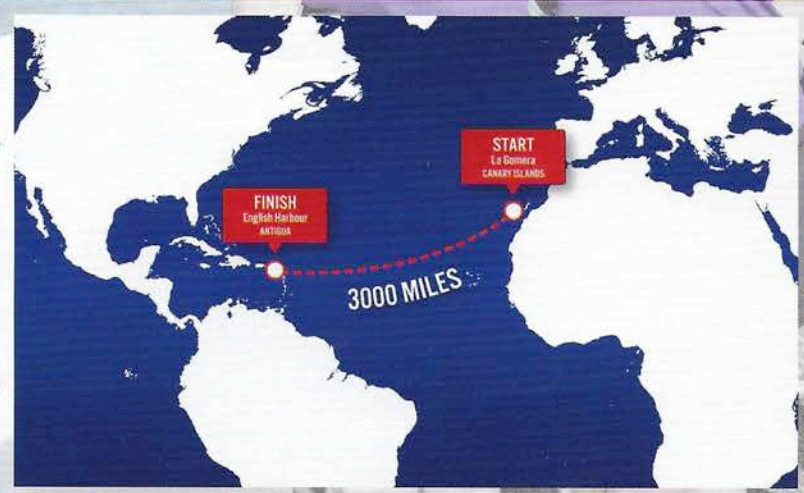 START
La Gomera
CANARY ISLANDS
FINISH
English Harbour
ANTIGUA
3000 MILES